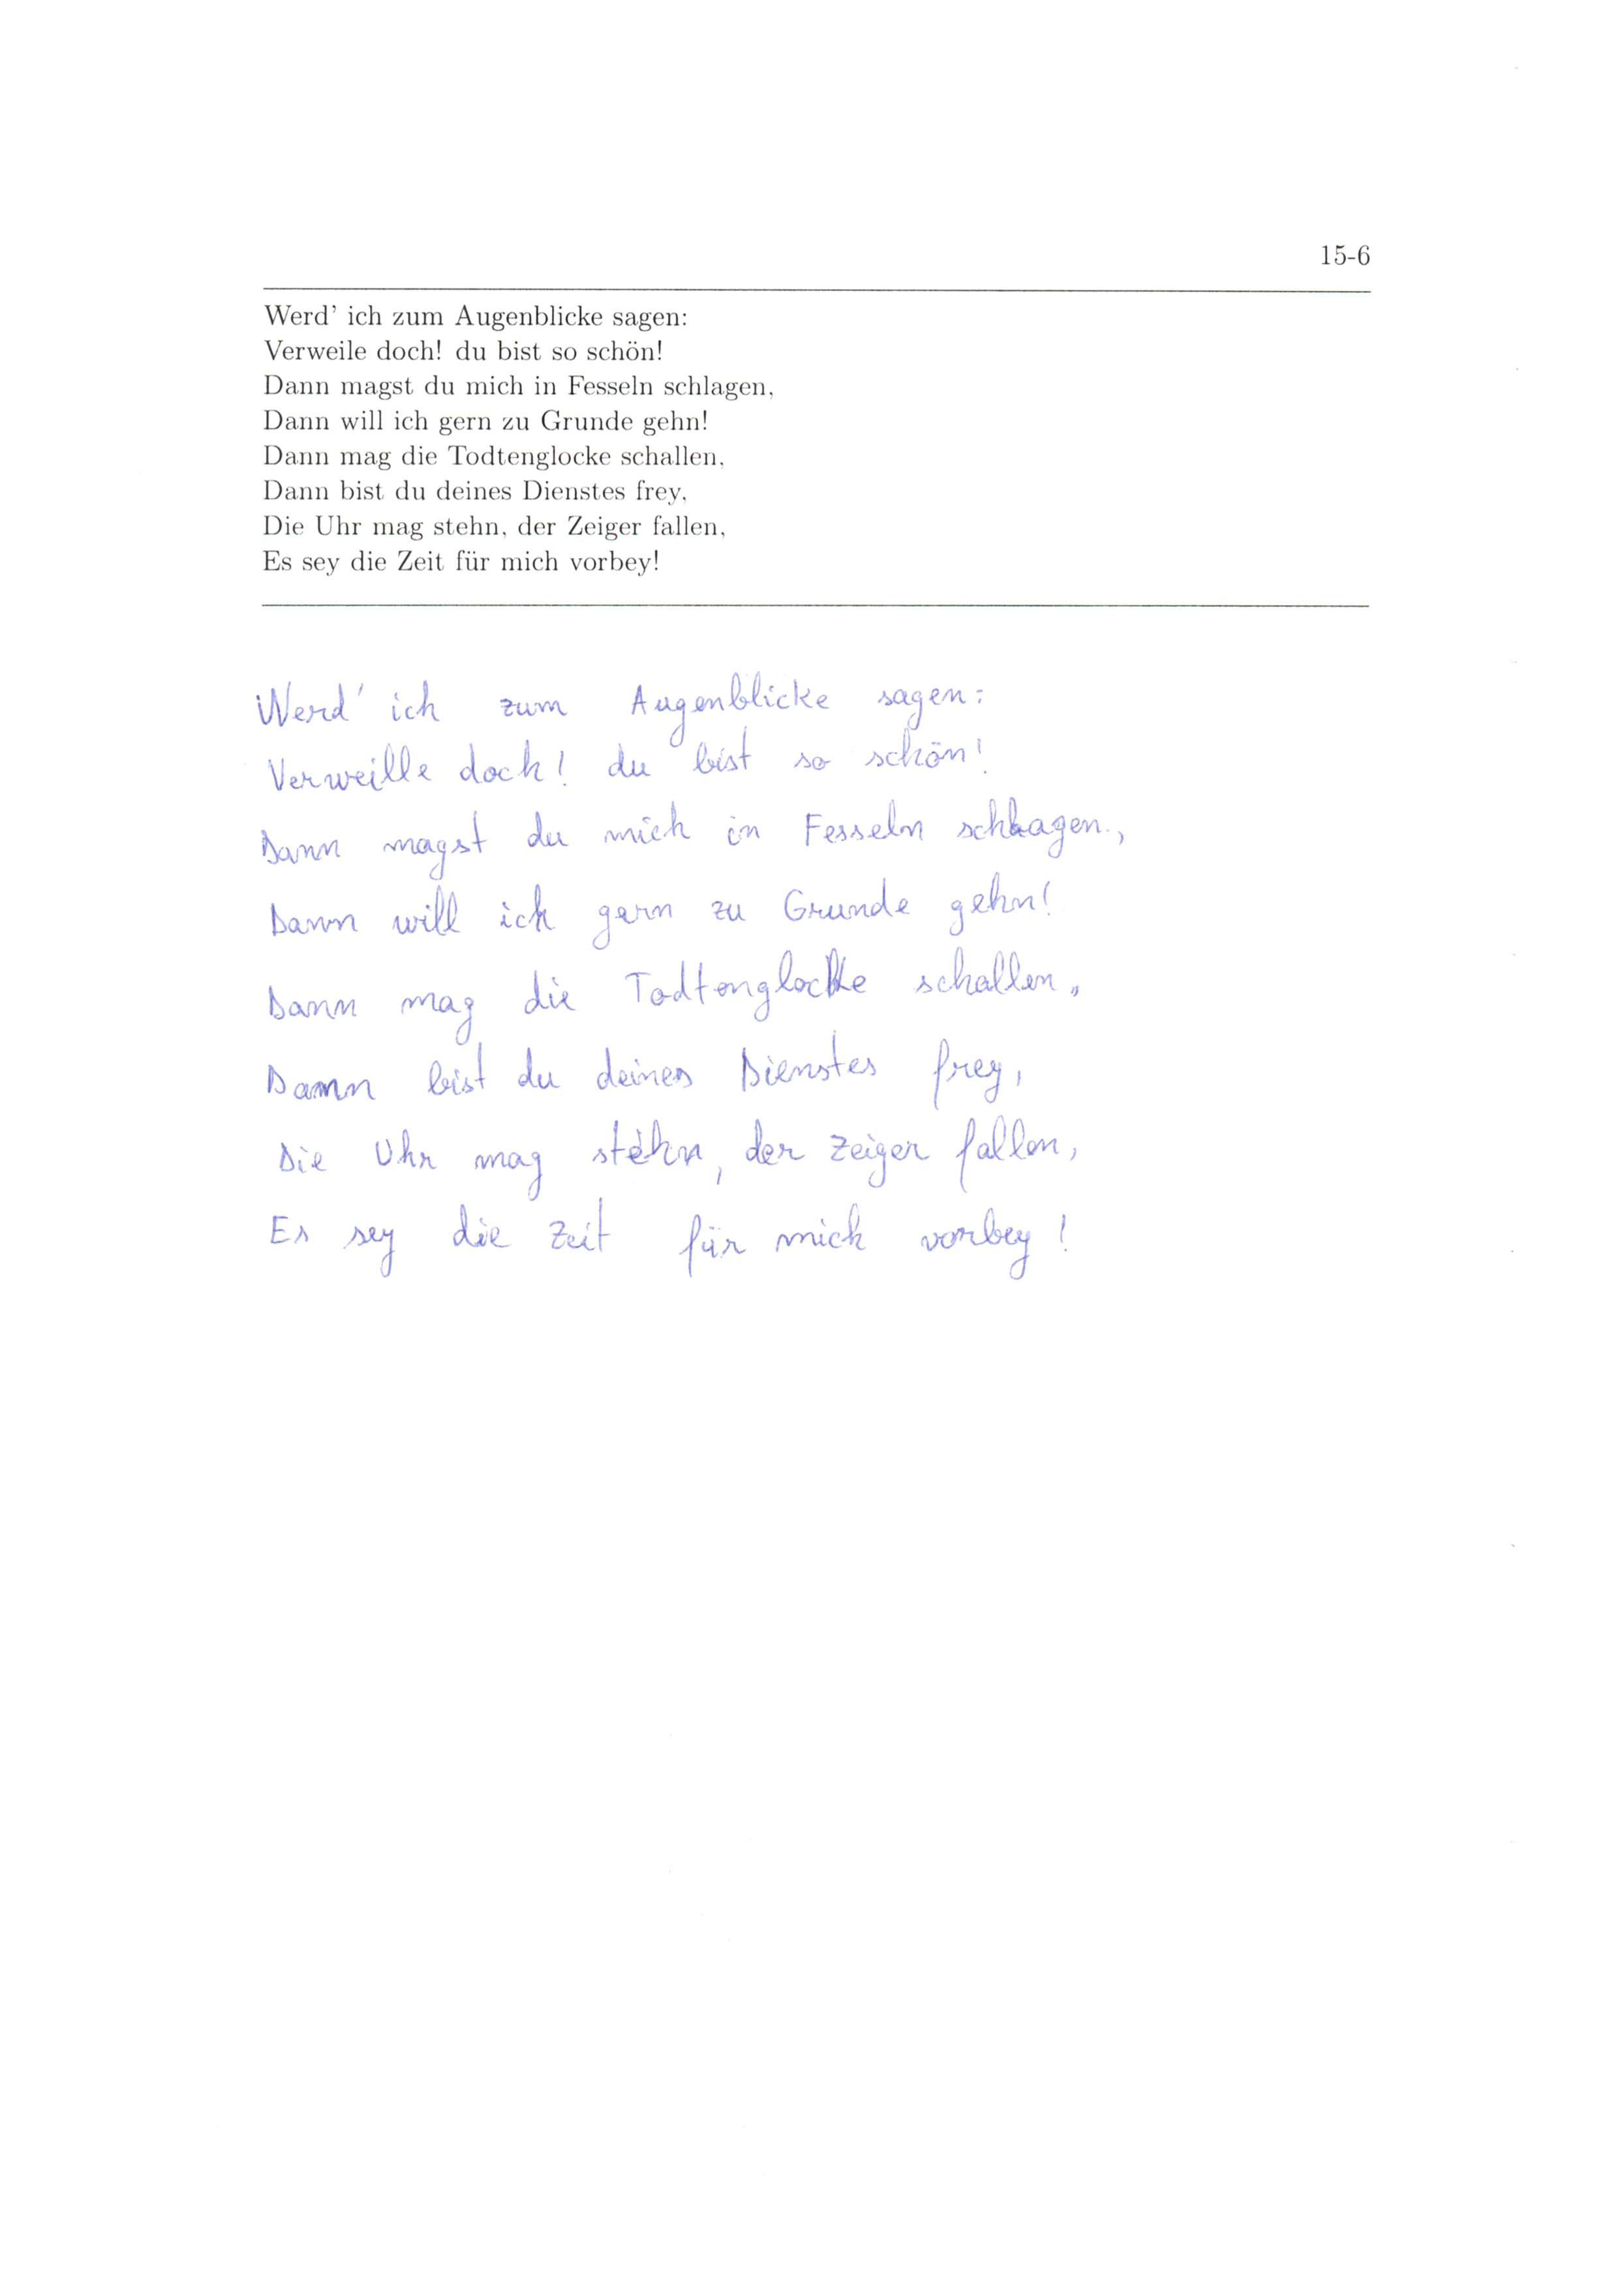 15-6
Werd' ich zum Augenblicke sagen:
Verweile doch! du bist so schön!
Dann magst du mich in Fesseln schlagen,
Dann will ich gern zu Grunde gehn!
Dann mag die Todtenglocke schallen,
Dann bist du deines Dienstes frey,
Die Uhr mag stehn, der Zeiger fallen,
Es sey die Zeit für mich vorbey!
Werd' ich zum Augenblicke sagen:
Verweille doch! du bist so schön!
Dann magst du mich in Fesseln schlagen.,
Dann will ich gern zu Grunde gehn!
Dann mag die Todtenglocke schallen,
Dann bist du deines Dienstes frey,
Die Uhr mag stehn, der Zeiger fallen,
Es sey die Zeit für mich vorbey!